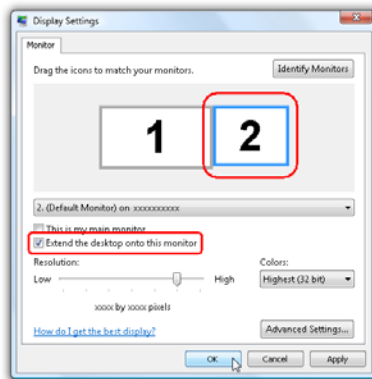 Display Settings
Monitor
Drag the icons to match your monitors.
Identify Monitors
1
2
2. (Default Monitor) on xxxxxxxxxx
This is my main monitor
Extend the desktop onto this monitor
Resolution:
Colors:
Low
High
Highest (32 bit)
xxxx by xxxx pixels
How do I get the best display?
Advanced Settings...
OK
Cancel
Apply